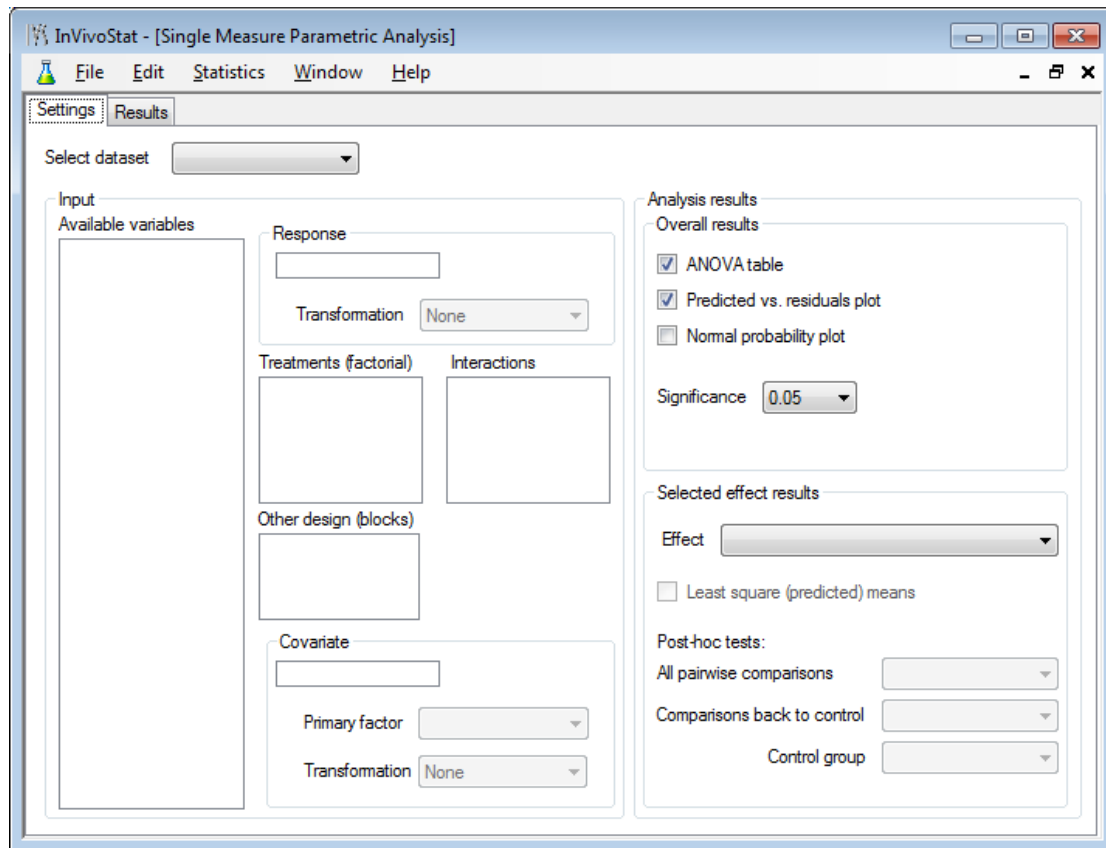 InVivoStat - [Single Measure Parametric Analysis]
File Edit Statistics Window Help
Settings Results
Select dataset
Input
Available variables
Response
Transformation None
Treatments (factorial) Interactions
Other design (blocks)
Covariate
Primary factor
Transformation None
Analysis results
Overall results
ANOVA table
Predicted vs. residuals plot
Normal probability plot
Significance 0.05
Selected effect results
Effect
Least square (predicted) means
Post-hoc tests:
All pairwise comparisons
Comparisons back to control
Control group